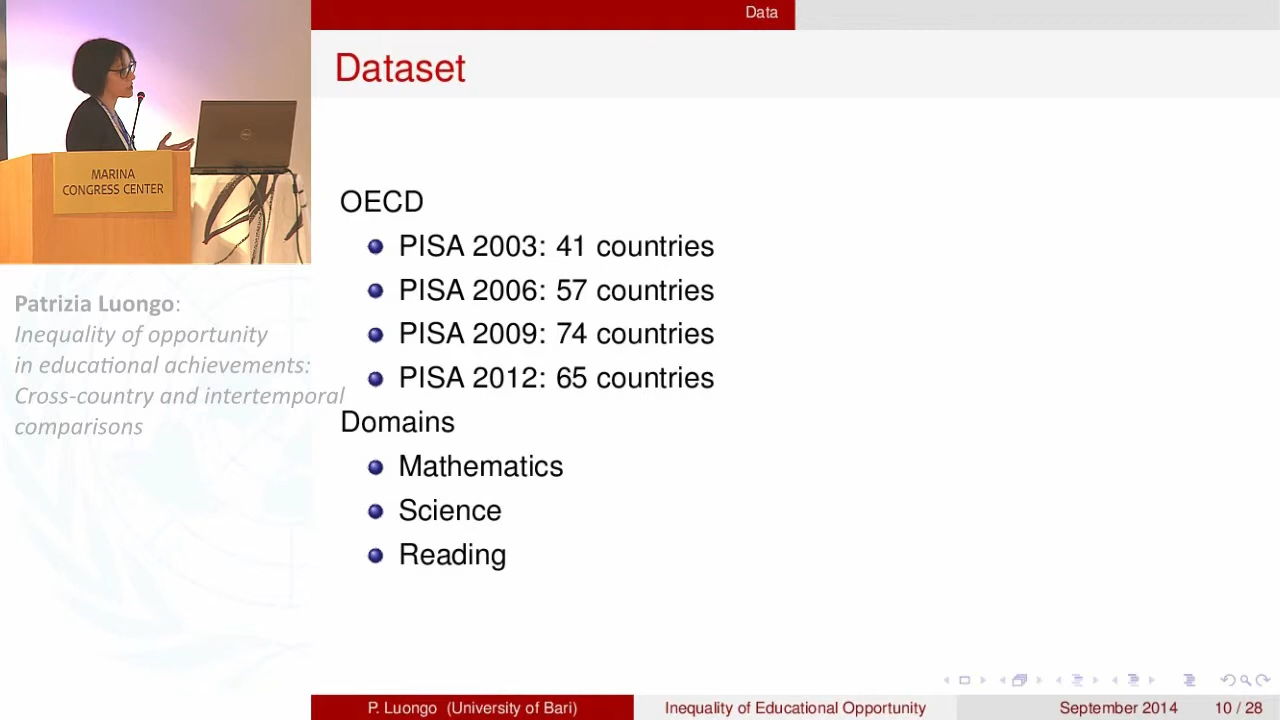 Data
Dataset
MARINA
CONGRESS CENTER
OECD
PISA 2003: 41 countries
PISA 2006: 57 countries
PISA 2009: 74 countries
PISA 2012: 65 countries
Domains
Mathematics
Science
Reading
Patrizia Luongo:
Inequality of opportunity
in educational achievements:
Cross-country and intertemporal
comparisons
P. Luongo (University of Bari)
Inequality of Educational Opportunity
September 2014
10 / 28